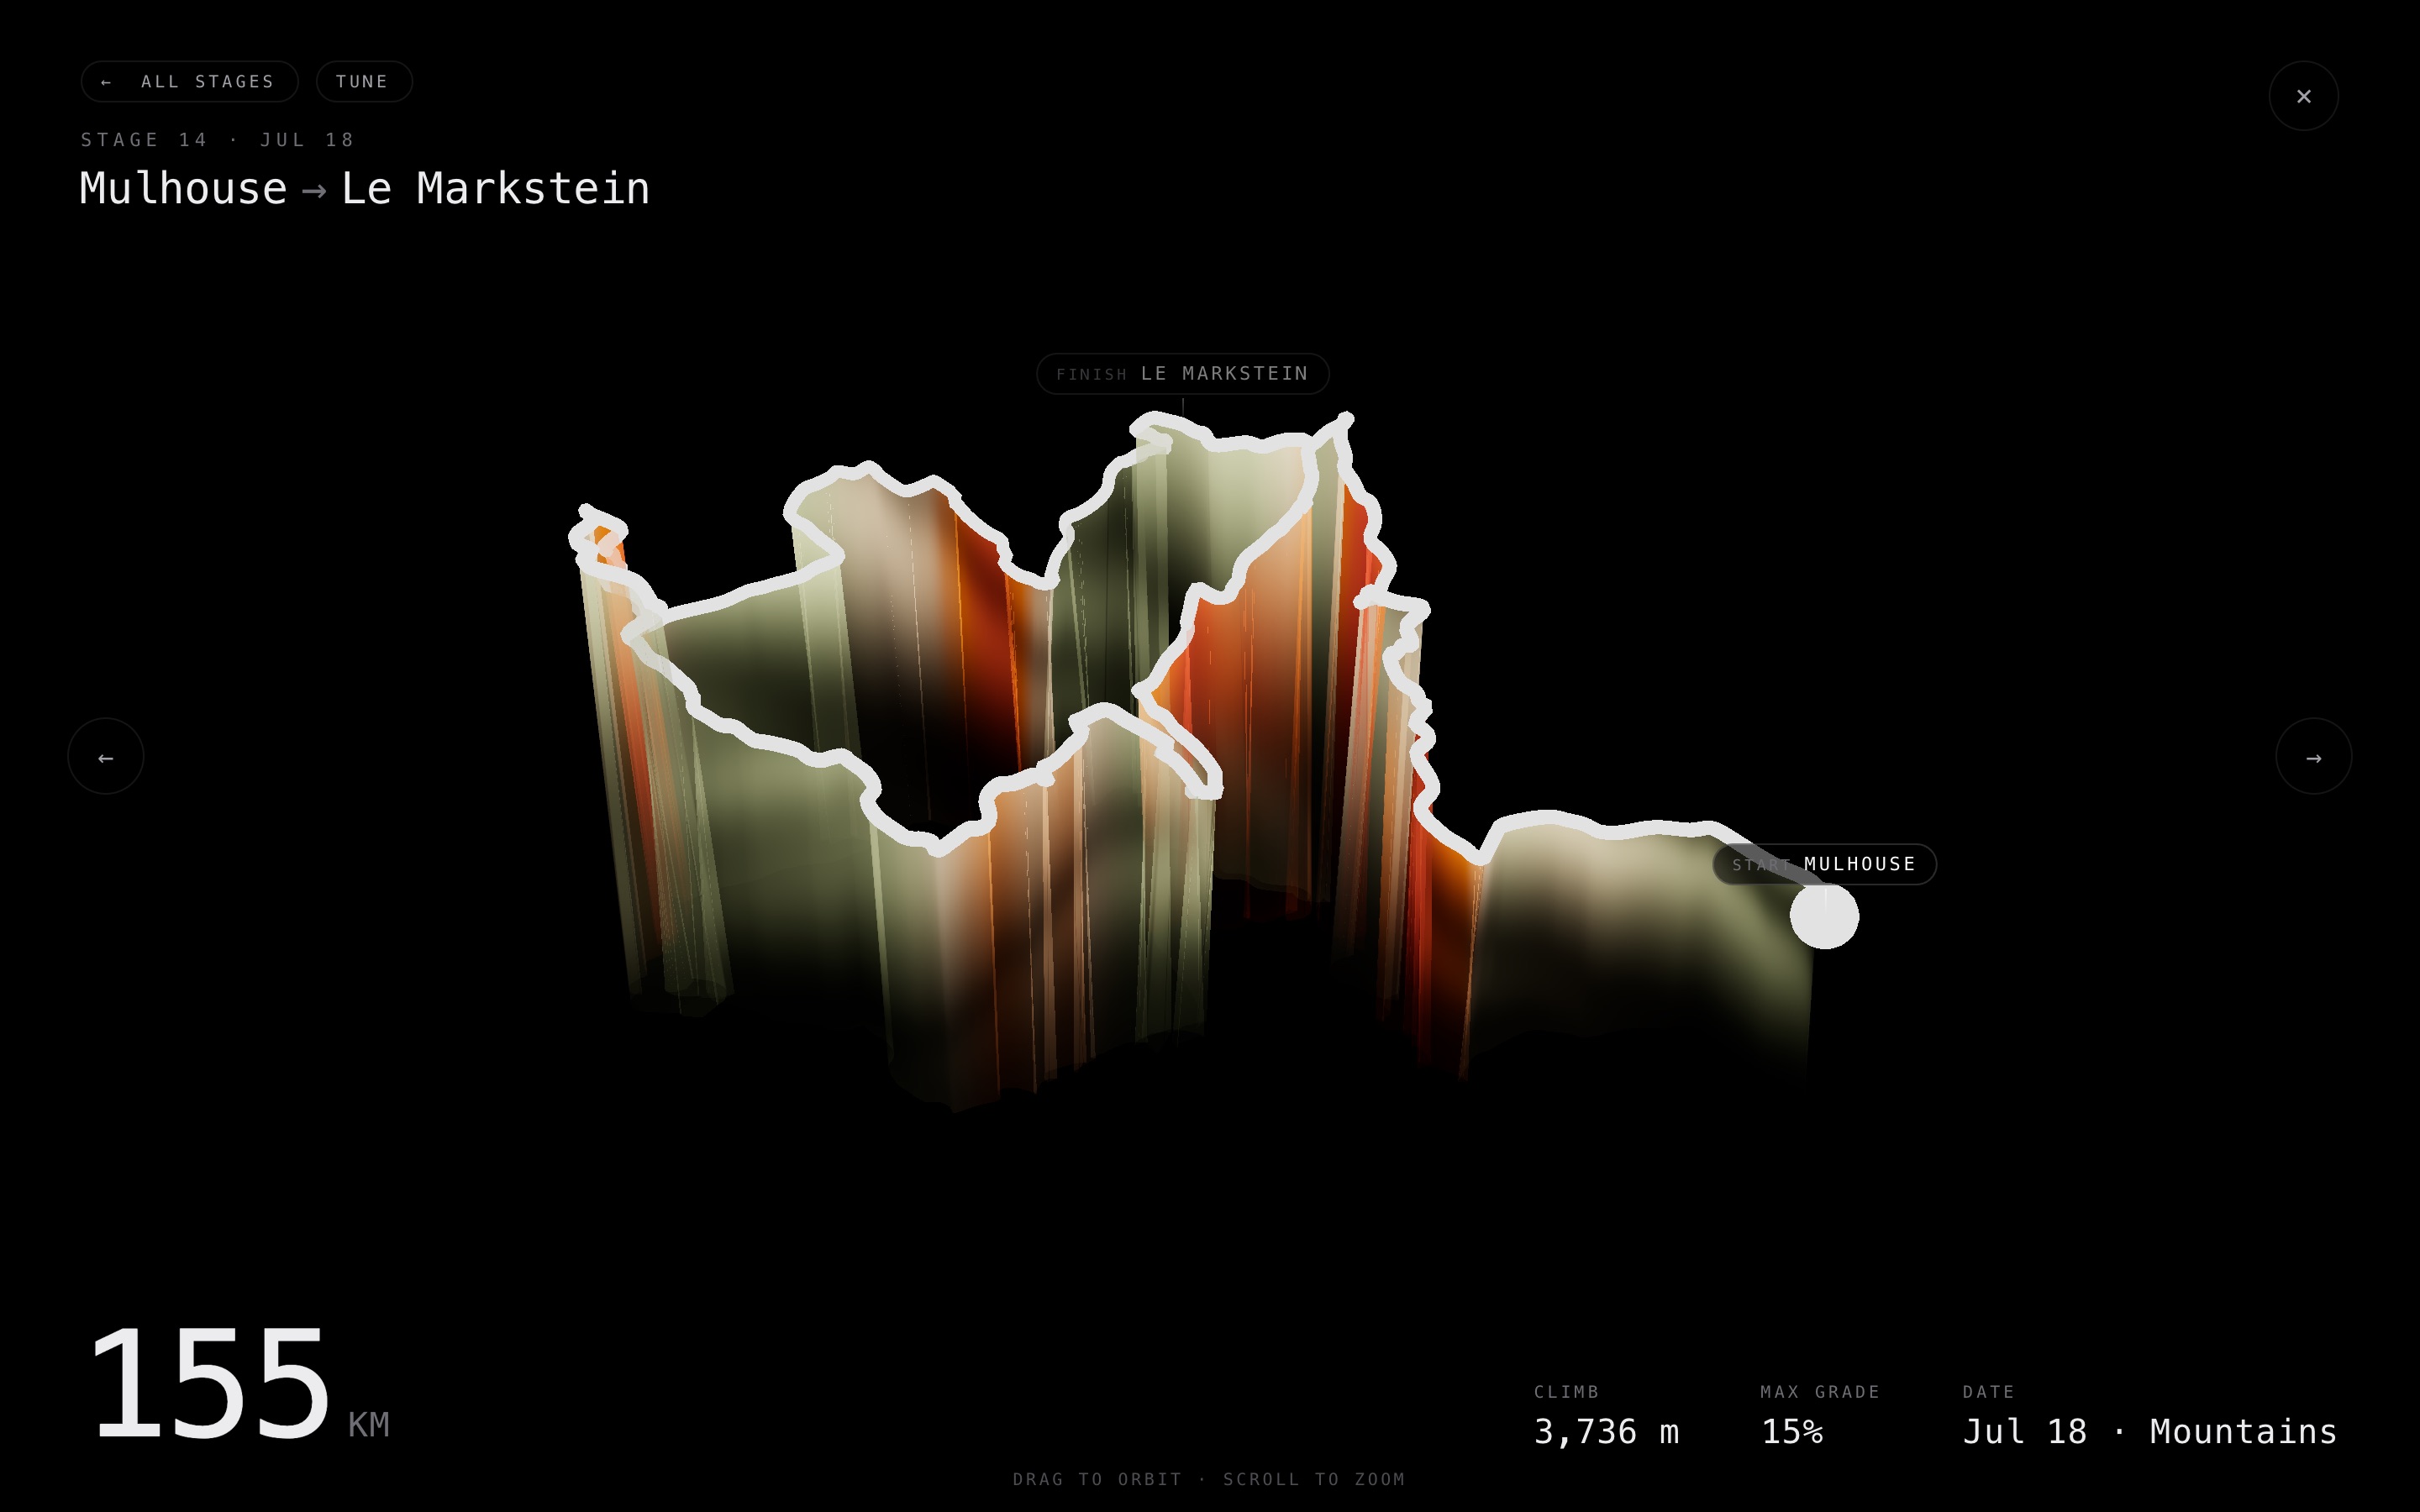 ← ALL STAGES TUNE
×
STAGE 14 · JUL 18
Mulhouse → Le Markstein
FINISH LE MARKSTEIN
← →
START MULHOUSE
155 KM
CLIMB MAX GRADE DATE
3,736 m 15% Jul 18 · Mountains
DRAG TO ORBIT · SCROLL TO ZOOM